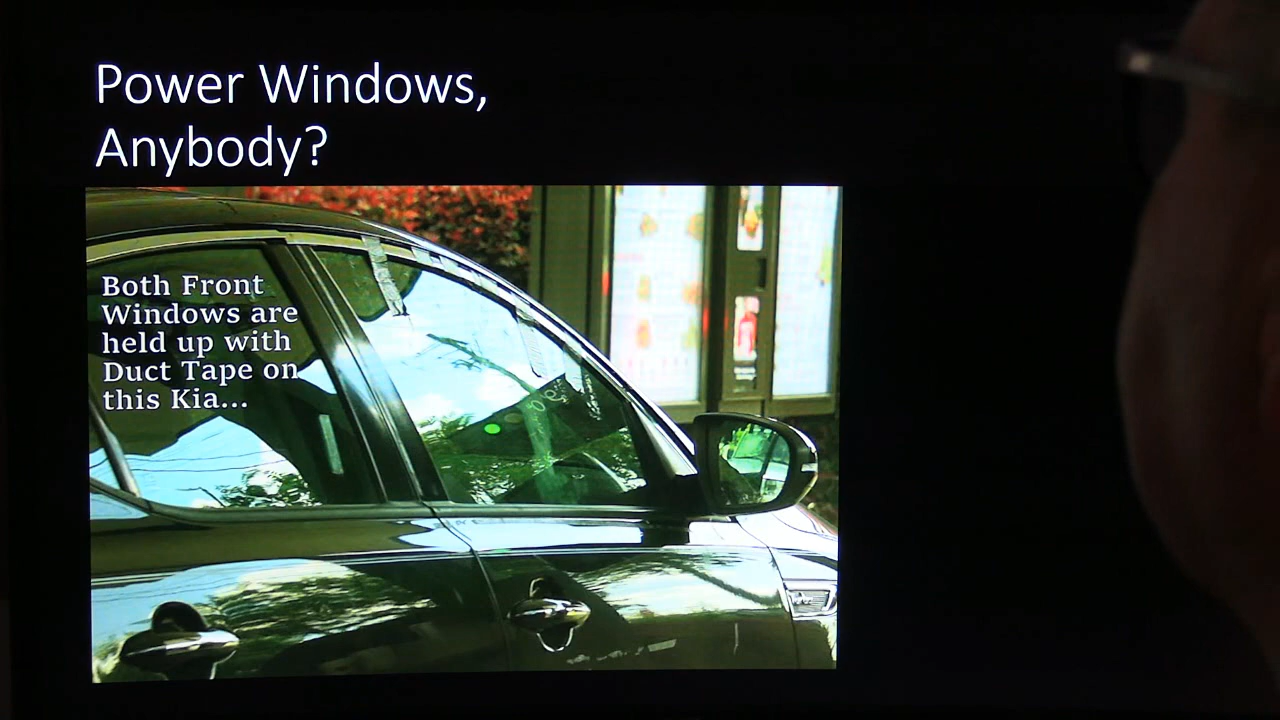 Power Windows,
Anybody?
Both Front
Windows are
held up with
Duct Tape on
this Kia...